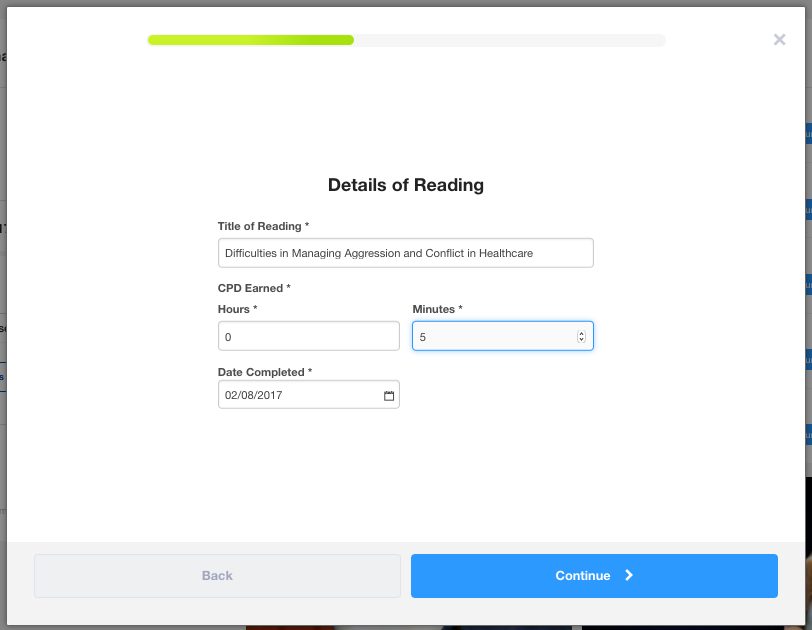 Details of Reading
Title of Reading *
Difficulties in Managing Aggression and Conflict in Healthcare
CPD Earned *
Hours * Minutes *
0 5
Date Completed *
02/08/2017
Back Continue